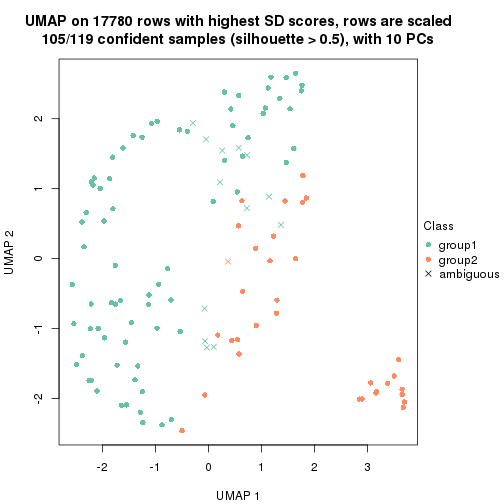 UMAP on 17780 rows with highest SD scores, rows are scaled
105/119 confident samples (silhouette > 0.5), with 10 PCs
2
1
0
-1
-2
UMAP 2
-2
-1
0
1
2
3
UMAP 1
Class
group1
group2
ambiguous